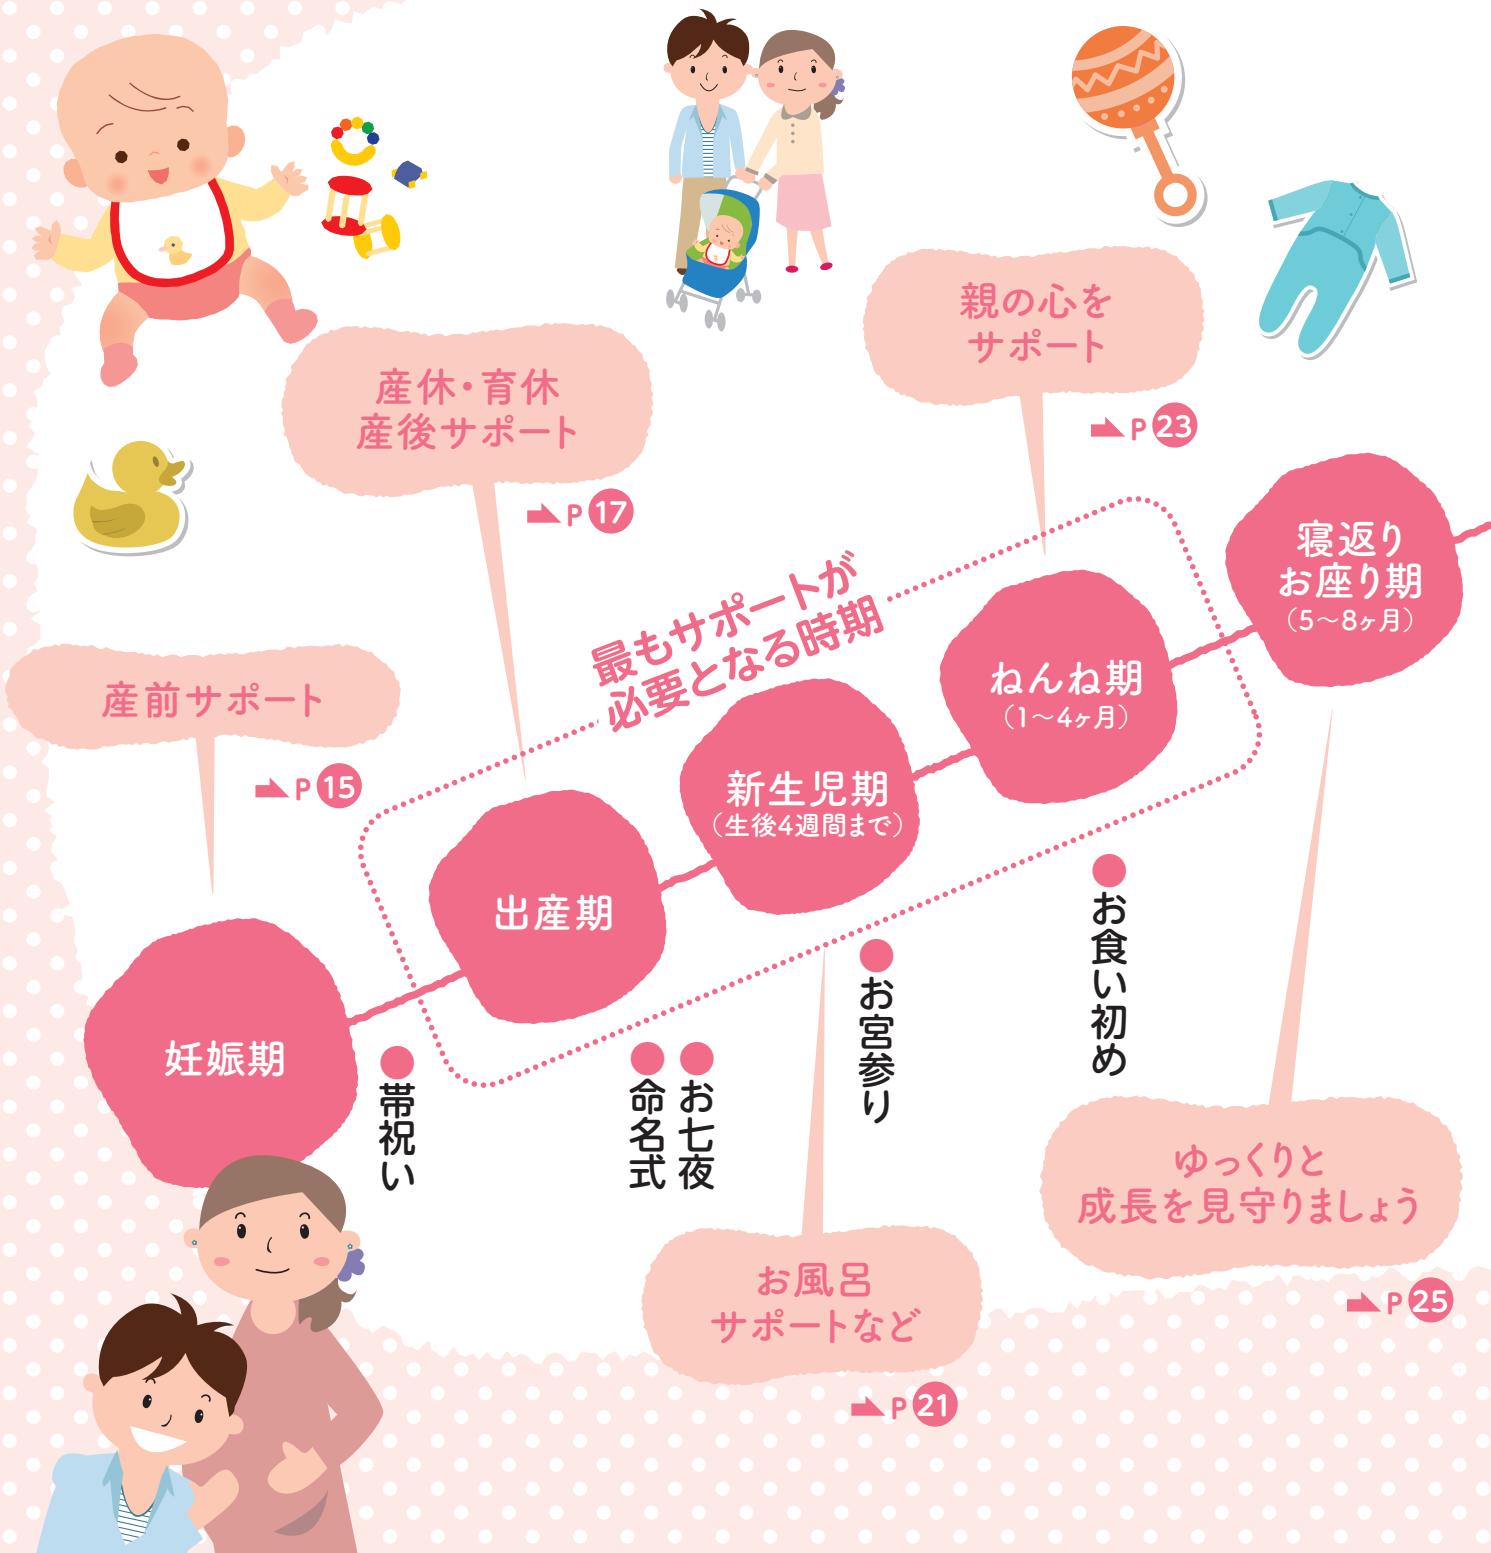 親の心を
サポート
P 23
産休・育休
産後サポート
P 17
寝返り
お座り期
（5～8ヶ月）
最もサポートが
必要となる時期
ねんね期
（1～4ヶ月）
産前サポート
P 15
新生児期
（生後4週間まで）
出産期
妊娠期
帯祝い
命名式
お七夜
お宮参り
お食い初め
ゆっくりと
成長を見守りましょう
P 25
お風呂
サポートなど
P 21